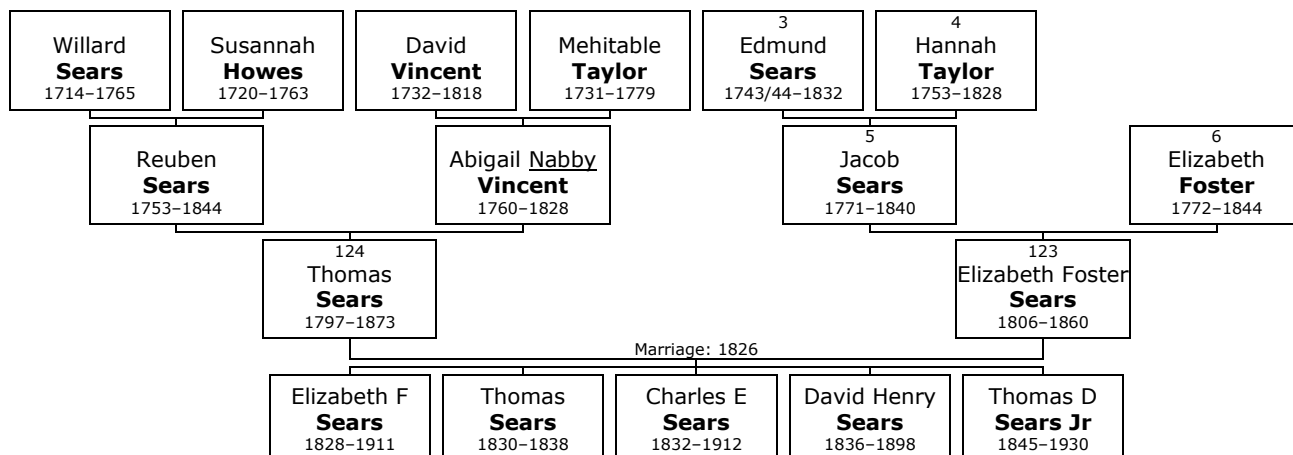 Willard
Sears
1714–1765
Susannah
Howes
1720–1763
David
Vincent
1732–1818
Mehitable
Taylor
1731–1779
3
Edmund
Sears
1743/44–1832
4
Hannah
Taylor
1753–1828
Reuben
Sears
1753–1844
Abigail Nabby
Vincent
1760–1828
5
Jacob
Sears
1771–1840
6
Elizabeth
Foster
1772–1844
124
Thomas
Sears
1797–1873
123
Elizabeth Foster
Sears
1806–1860
Marriage: 1826
Elizabeth F
Sears
1828–1911
Thomas
Sears
1830–1838
Charles E
Sears
1832–1912
David Henry
Sears
1836–1898
Thomas D
Sears Jr
1845–1930